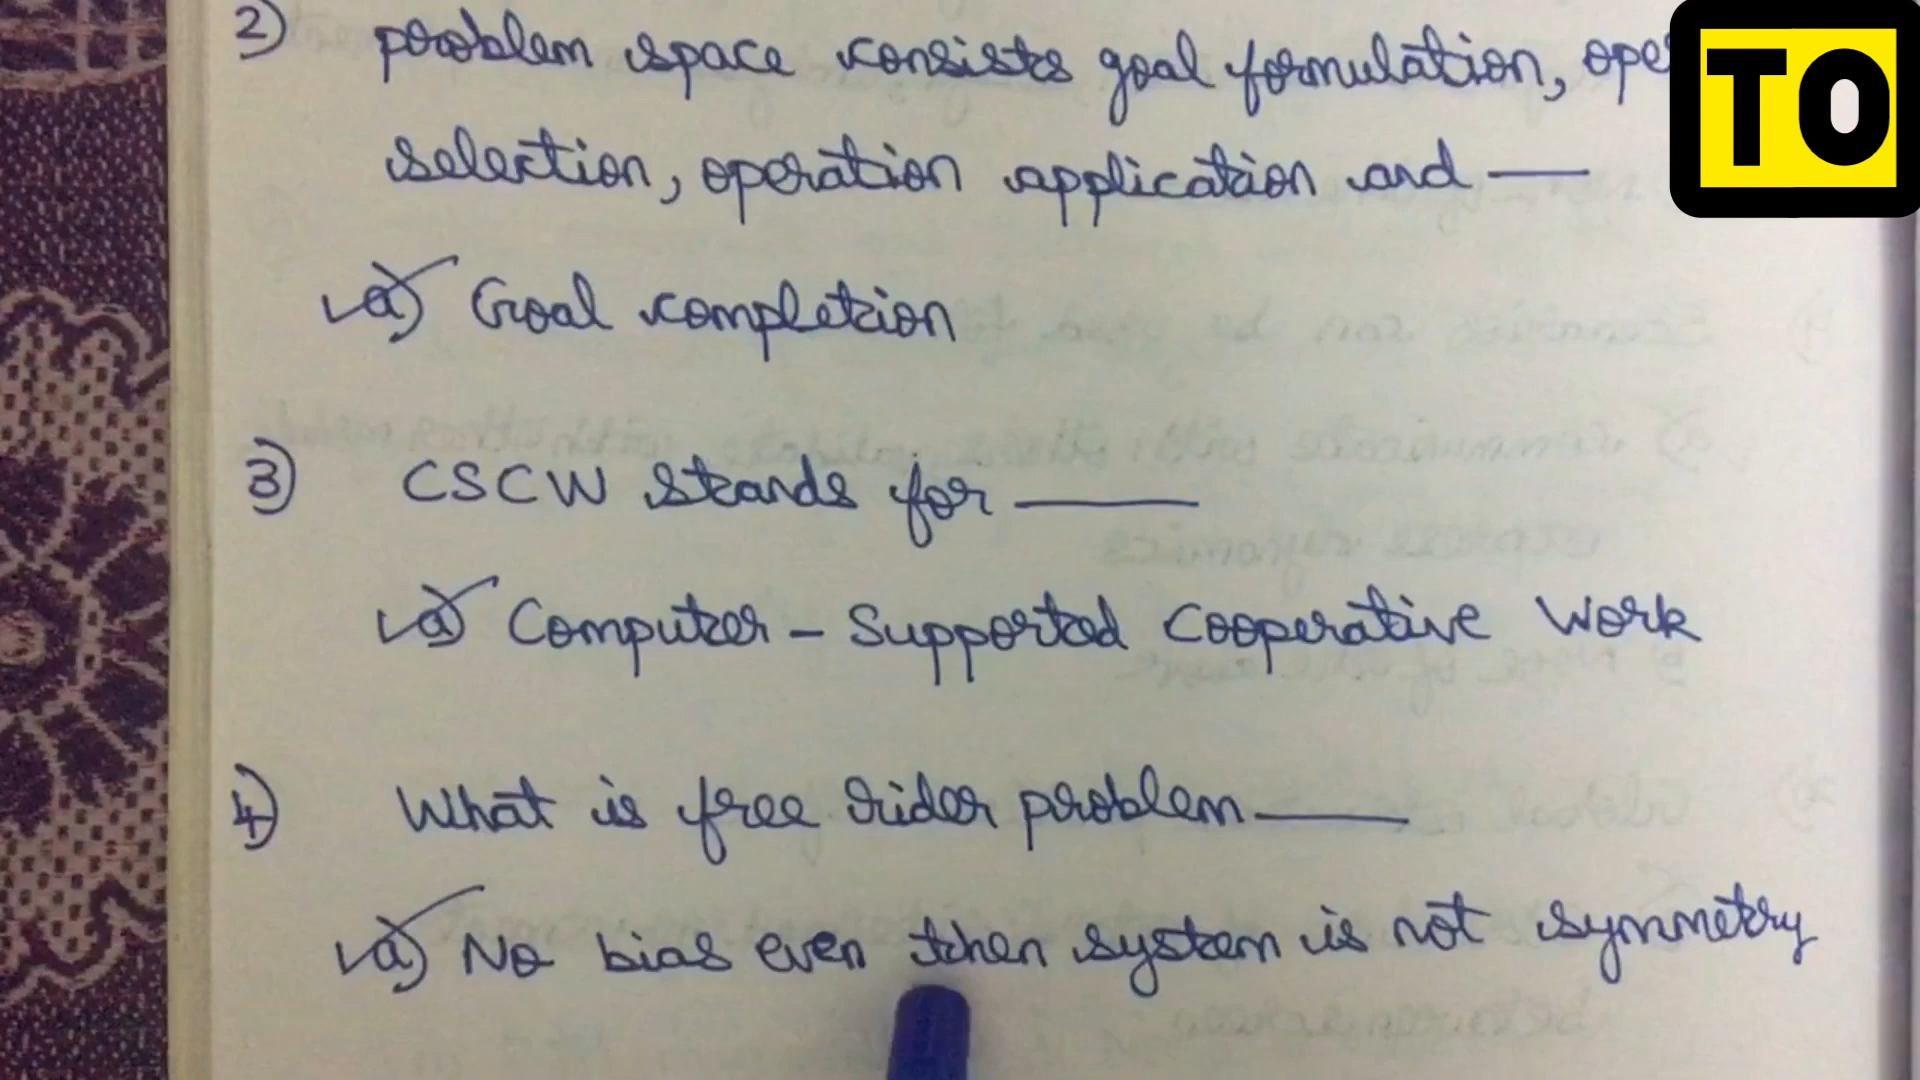 2) problem space consists goal formulation, ope
TO
selection, operation application and —
a) Goal completion
3) CSCW stands for ——
a) Computer - Supported Cooperative Work
4) What is free rider problem ——
a) No bias even then system is not symmetry